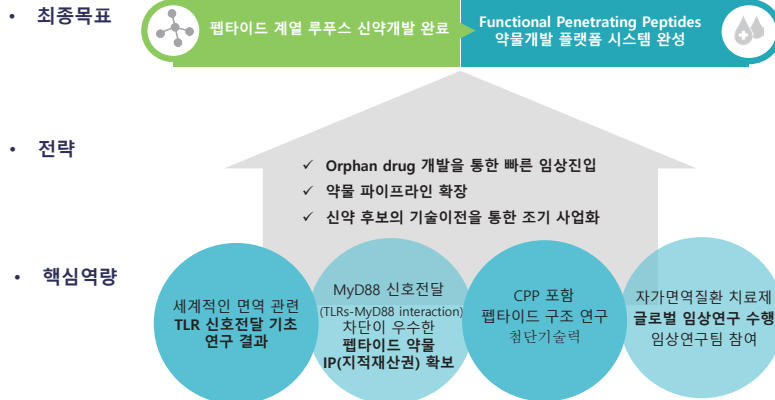 • 최종목표
펩타이드 계열 루푸스 신약개발 완료
Functional Penetrating Peptides
약물개발 플랫폼 시스템 완성
• 전략
✓ Orphan drug 개발을 통한 빠른 임상진입
✓ 약물 파이프라인 확장
✓ 신약 후보의 기술이전을 통한 조기 사업화
• 핵심역량
세계적인 면역 관련
TLR 신호전달 기초
연구 결과
MyD88 신호전달
(TLRs-MyD88 interaction)
차단이 우수한
펩타이드 약물
IP(지적재산권) 확보
CPP 포함
펩타이드 구조 연구
첨단기술력
자가면역질환 치료제
글로벌 임상연구 수행
임상연구팀 참여